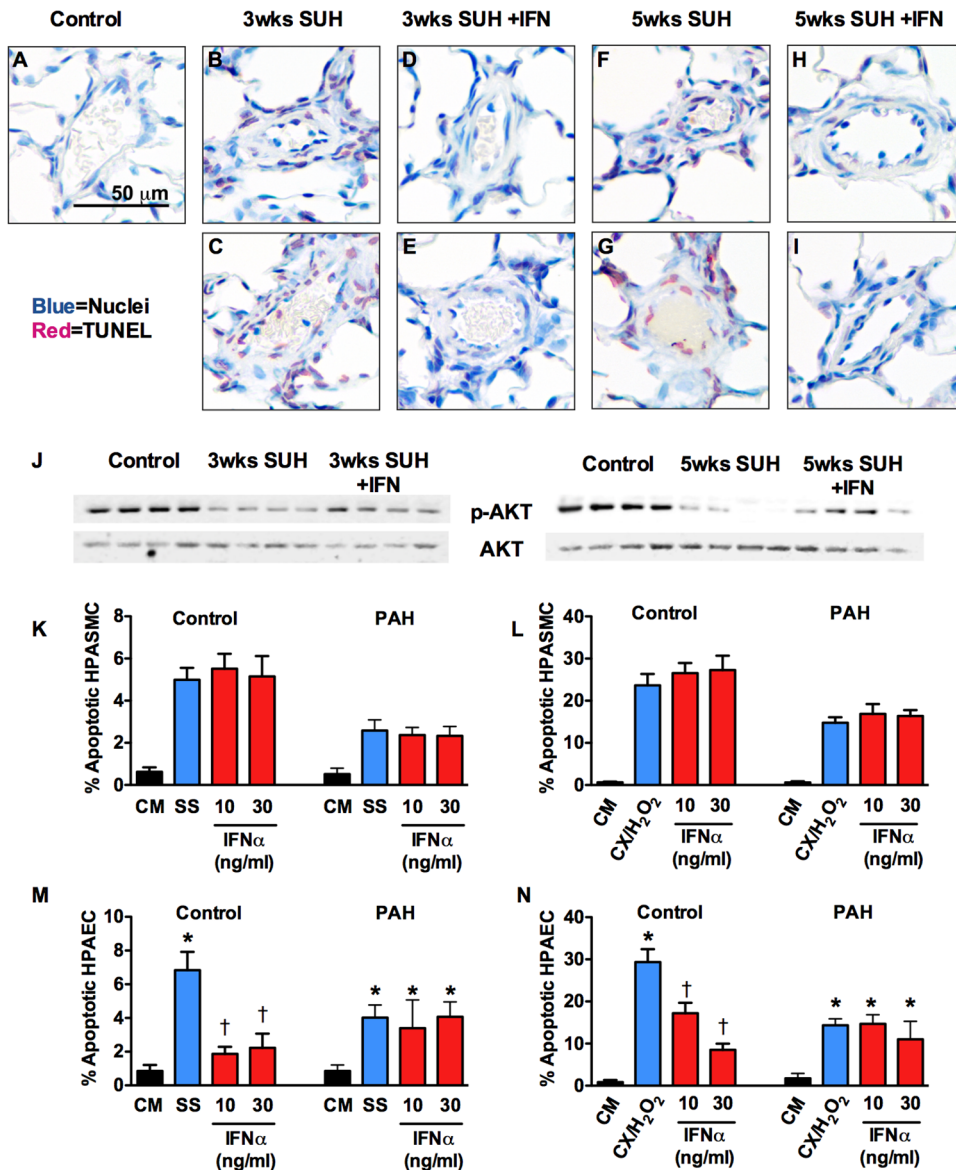 Control 3wks SUH 3wks SUH +IFN 5wks SUH 5wks SUH +IFN
A B D F H
50 μm
C E G I
Blue=Nuclei
Red=TUNEL
J Control 3wks SUH 3wks SUH +IFN
Control 5wks SUH 5wks SUH +IFN
p-AKT
AKT
K
Control PAH
% Apoptotic HPASMC
8
6
4
2
0
CM SS 10 30 CM SS 10 30
IFNα IFNα
(ng/ml) (ng/ml)
L
Control PAH
% Apoptotic HPASMC
40
30
20
10
0
CM CX/H₂O₂ 10 30 CM CX/H₂O₂ 10 30
IFNα IFNα
(ng/ml) (ng/ml)
M
Control PAH
% Apoptotic HPAEC
10
8
6
4
2
0
* † † * * *
CM SS 10 30 CM SS 10 30
IFNα IFNα
(ng/ml) (ng/ml)
N
Control PAH
% Apoptotic HPAEC
40
30
20
10
0
* † † * * *
CM CX/H₂O₂ 10 30 CM CX/H₂O₂ 10 30
IFNα IFNα
(ng/ml) (ng/ml)